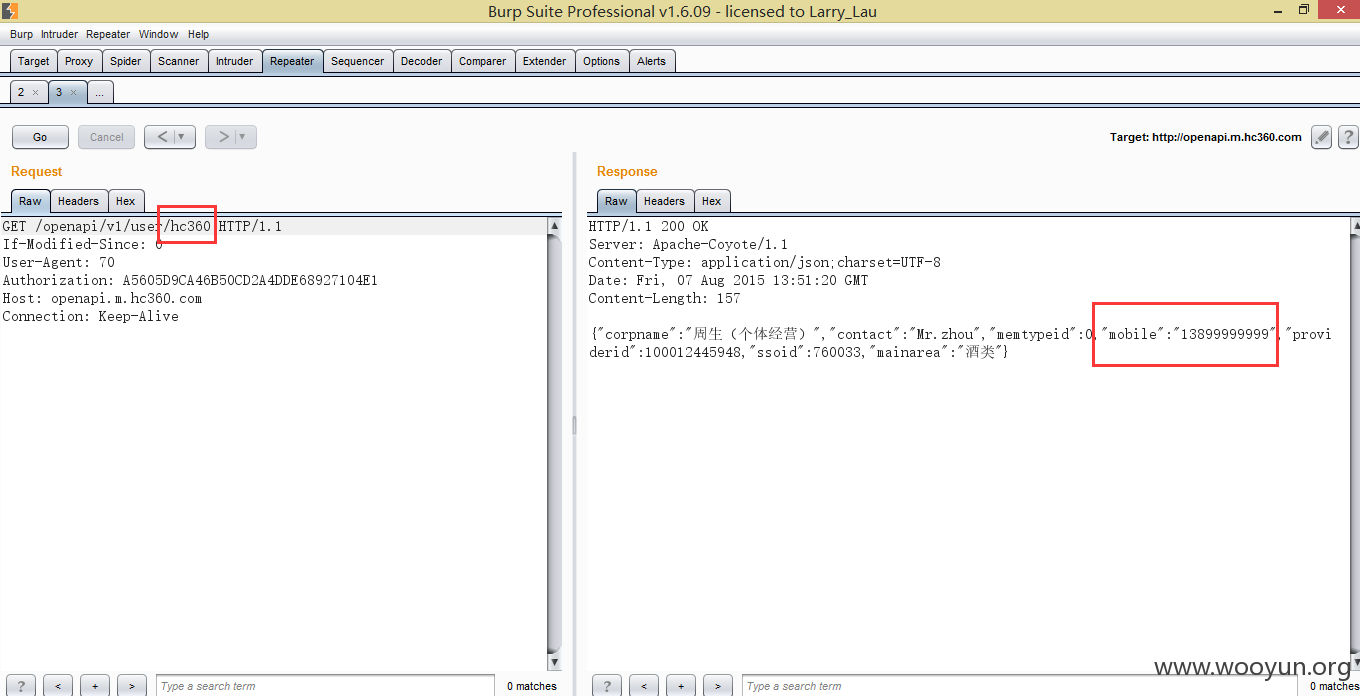 Burp Suite Professional v1.6.09 - licensed to Larry_Lau
Burp Intruder Repeater Window Help
Target Proxy Spider Scanner Intruder Repeater Sequencer Decoder Comparer Extender Options Alerts
2 × 3 × ...
Go Cancel < > Target: http://openapi.m.hc360.com ?
Request
Raw Headers Hex
GET /openapi/v1/user/hc360 HTTP/1.1
If-Modified-Since: 0
User-Agent: 70
Authorization: A5605D9CA46B50CD2A4DDE68927104E1
Host: openapi.m.hc360.com
Connection: Keep-Alive
? < + > Type a search term 0 matches
Response
Raw Headers Hex
HTTP/1.1 200 OK
Server: Apache-Coyote/1.1
Content-Type: application/json;charset=UTF-8
Date: Fri, 07 Aug 2015 13:51:20 GMT
Content-Length: 157
{"corpname":"周生（个体经营）","contact":"Mr.zhou","memtypeid":0,"mobile":"13899999999","provi
derid":100012445948,"ssoid":760033,"mainarea":"酒类"}
? < + > Type a search term 0 matches
www.wooyun.org